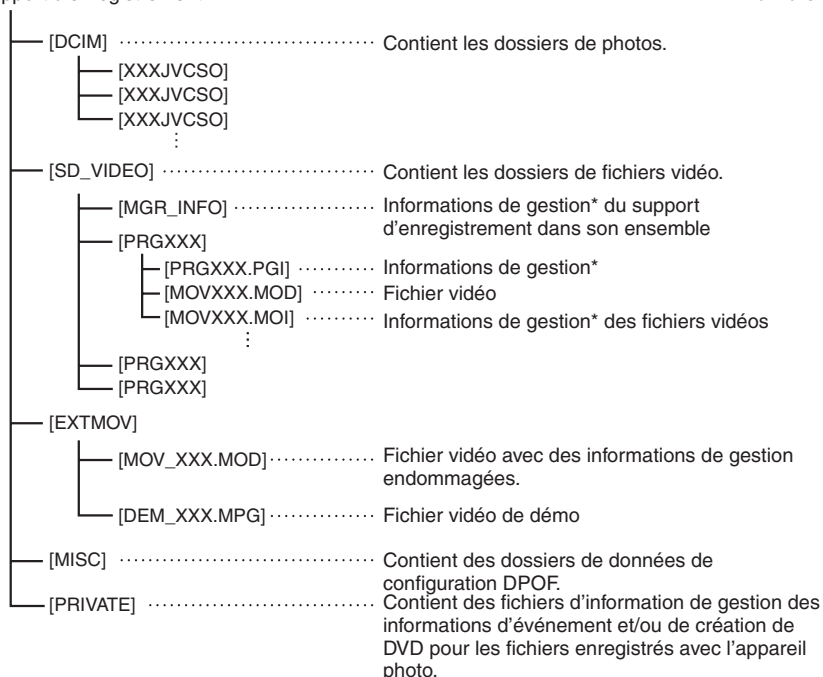 [DCIM] Contient les dossiers de photos.
[XXXJVCSO]
[XXXJVCSO]
[XXXJVCSO]
[SD_VIDEO] Contient les dossiers de fichiers vidéo.
[MGR_INFO] Informations de gestion* du support
d'enregistrement dans son ensemble
[PRGXXX]
[PRGXXX.PGI] Informations de gestion*
[MOVXXX.MOD] Fichier vidéo
[MOVXXX.MOI] Informations de gestion* des fichiers vidéos
[PRGXXX]
[PRGXXX]
[EXTMOV]
[MOV_XXX.MOD] Fichier vidéo avec des informations de gestion
endommagées.
[DEM_XXX.MPG] Fichier vidéo de démo
[MISC] Contient des dossiers de données de
configuration DPOF.
[PRIVATE] Contient des fichiers d'information de gestion des
informations d'événement et/ou de création de
DVD pour les fichiers enregistrés avec l'appareil
photo.